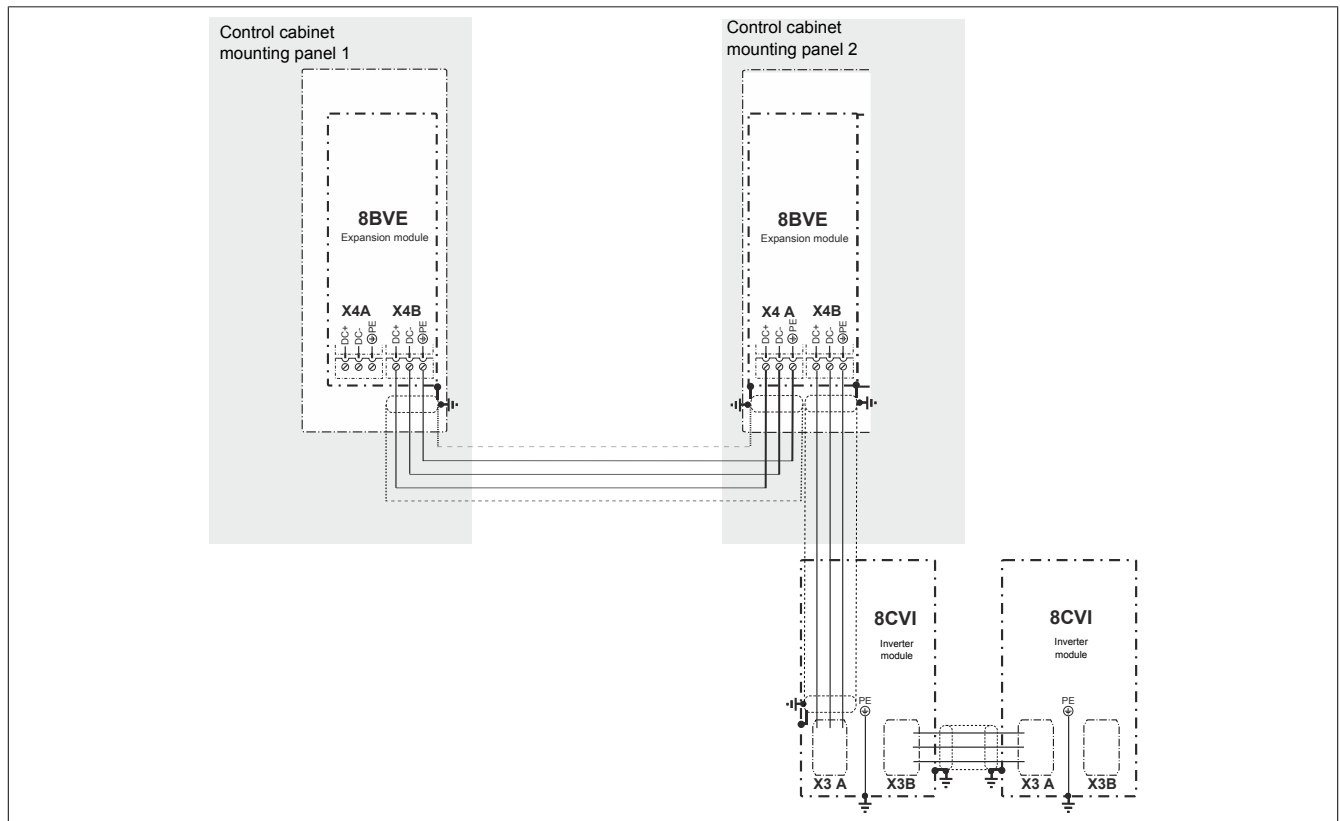 Control cabinet
mounting panel 1
Control cabinet
mounting panel 2
8BVE
Expansion module
X4A X4B
DC+ DC- PE DC+ DC- PE
8BVE
Expansion module
X4 A X4B
DC+ DC- PE DC+ DC- PE
8CVI
Inverter
module
PE
X3 A X3B
8CVI
Inverter
module
PE
X3 A X3B